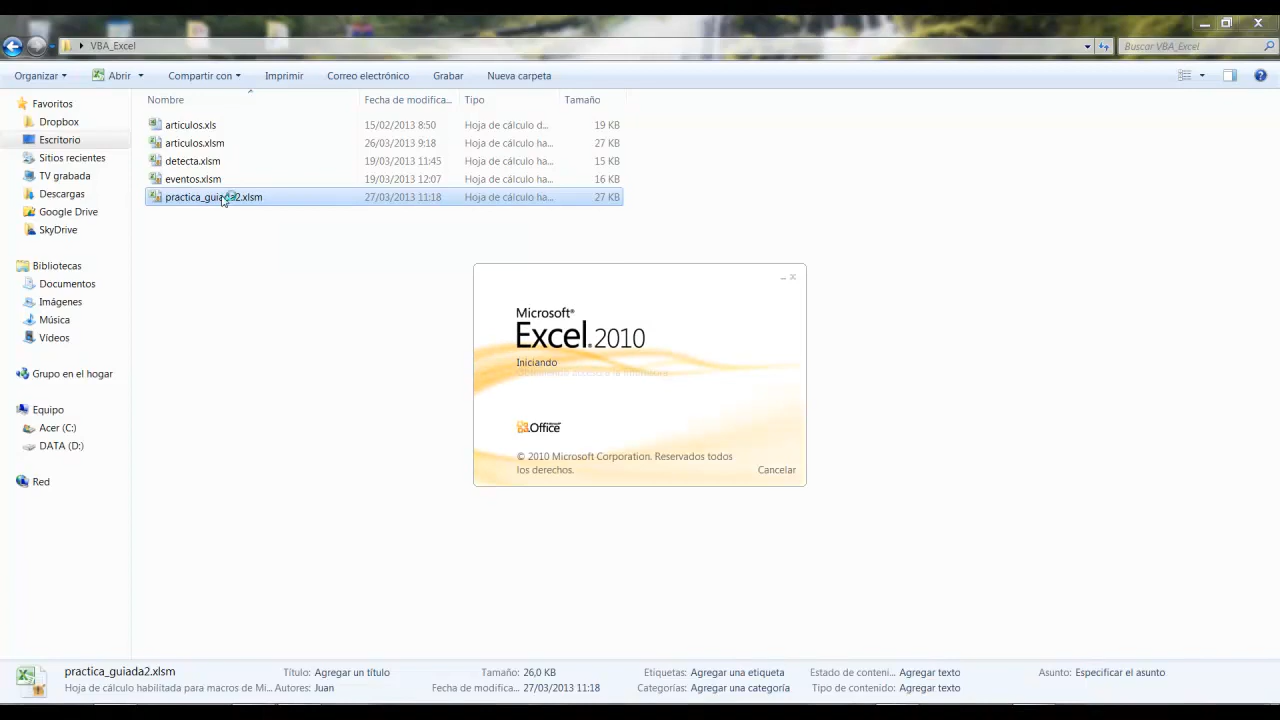 VBA_Excel
Buscar VBA_Excel
Organizar
Abrir
Compartir con
Imprimir
Correo electrónico
Grabar
Nueva carpeta
Nombre
Fecha de modifica...
Tipo
Tamaño
articulos.xls
15/02/2013 8:50
Hoja de cálculo d...
19 KB
articulos.xlsm
26/03/2013 9:18
Hoja de cálculo ha...
27 KB
detecta.xlsm
19/03/2013 11:45
Hoja de cálculo ha...
15 KB
eventos.xlsm
19/03/2013 12:07
Hoja de cálculo ha...
16 KB
practica_guiada2.xlsm
27/03/2013 11:18
Hoja de cálculo ha...
27 KB
Favoritos
Dropbox
Escritorio
Sitios recientes
TV grabada
Descargas
Google Drive
SkyDrive
Bibliotecas
Documentos
Imágenes
Música
Vídeos
Grupo en el hogar
Equipo
Acer (C:)
DATA (D:)
Red
Microsoft®
Excel®2010
Iniciando
Office
© 2010 Microsoft Corporation. Reservados todos
los derechos.
Cancelar
practica_guiada2.xlsm
Hoja de cálculo habilitada para macros de Mi...
Título: Agregar un título
Autores: Juan
Tamaño: 26,0 KB
Fecha de modifica... 27/03/2013 11:18
Etiquetas: Agregar una etiqueta
Categorías: Agregar una categoría
Estado de conteni... Agregar texto
Tipo de contenido: Agregar texto
Asunto: Especificar el asunto